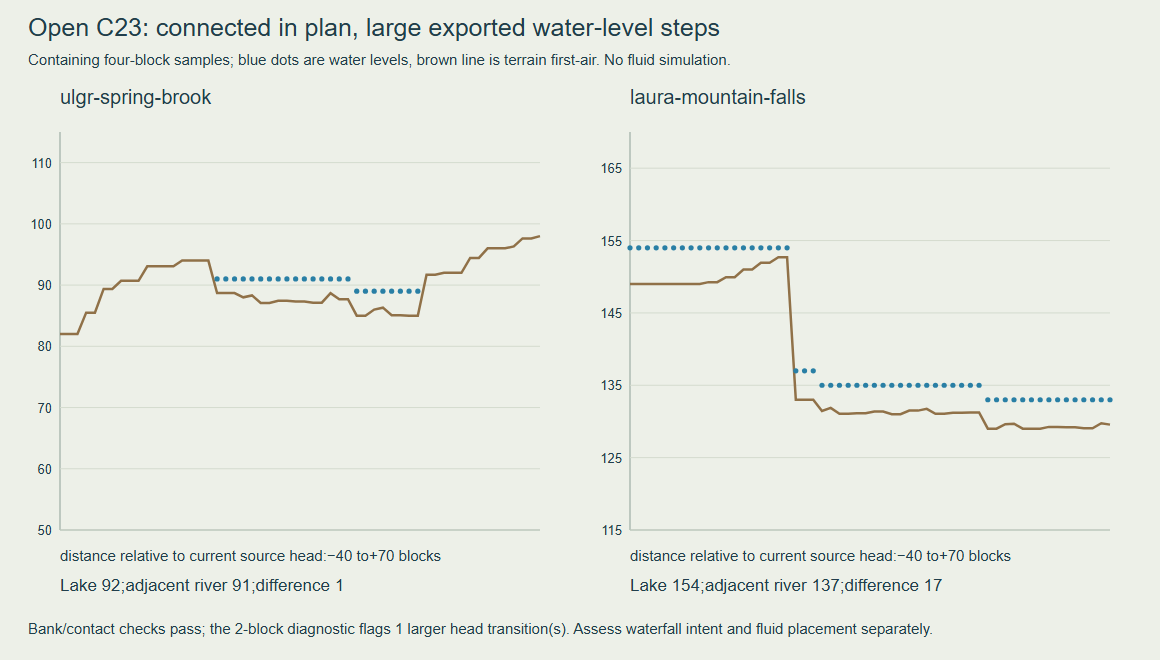 Open C23: connected in plan, large exported water-level steps
Containing four-block samples; blue dots are water levels, brown line is terrain first-air. No fluid simulation.
ulgr-spring-brook
laura-mountain-falls
110
100
90
80
70
60
50
165
155
145
135
125
115
distance relative to current source head:−40 to+70 blocks
distance relative to current source head:−40 to+70 blocks
Lake 92;adjacent river 91;difference 1
Lake 154;adjacent river 137;difference 17
Bank/contact checks pass; the 2-block diagnostic flags 1 larger head transition(s). Assess waterfall intent and fluid placement separately.